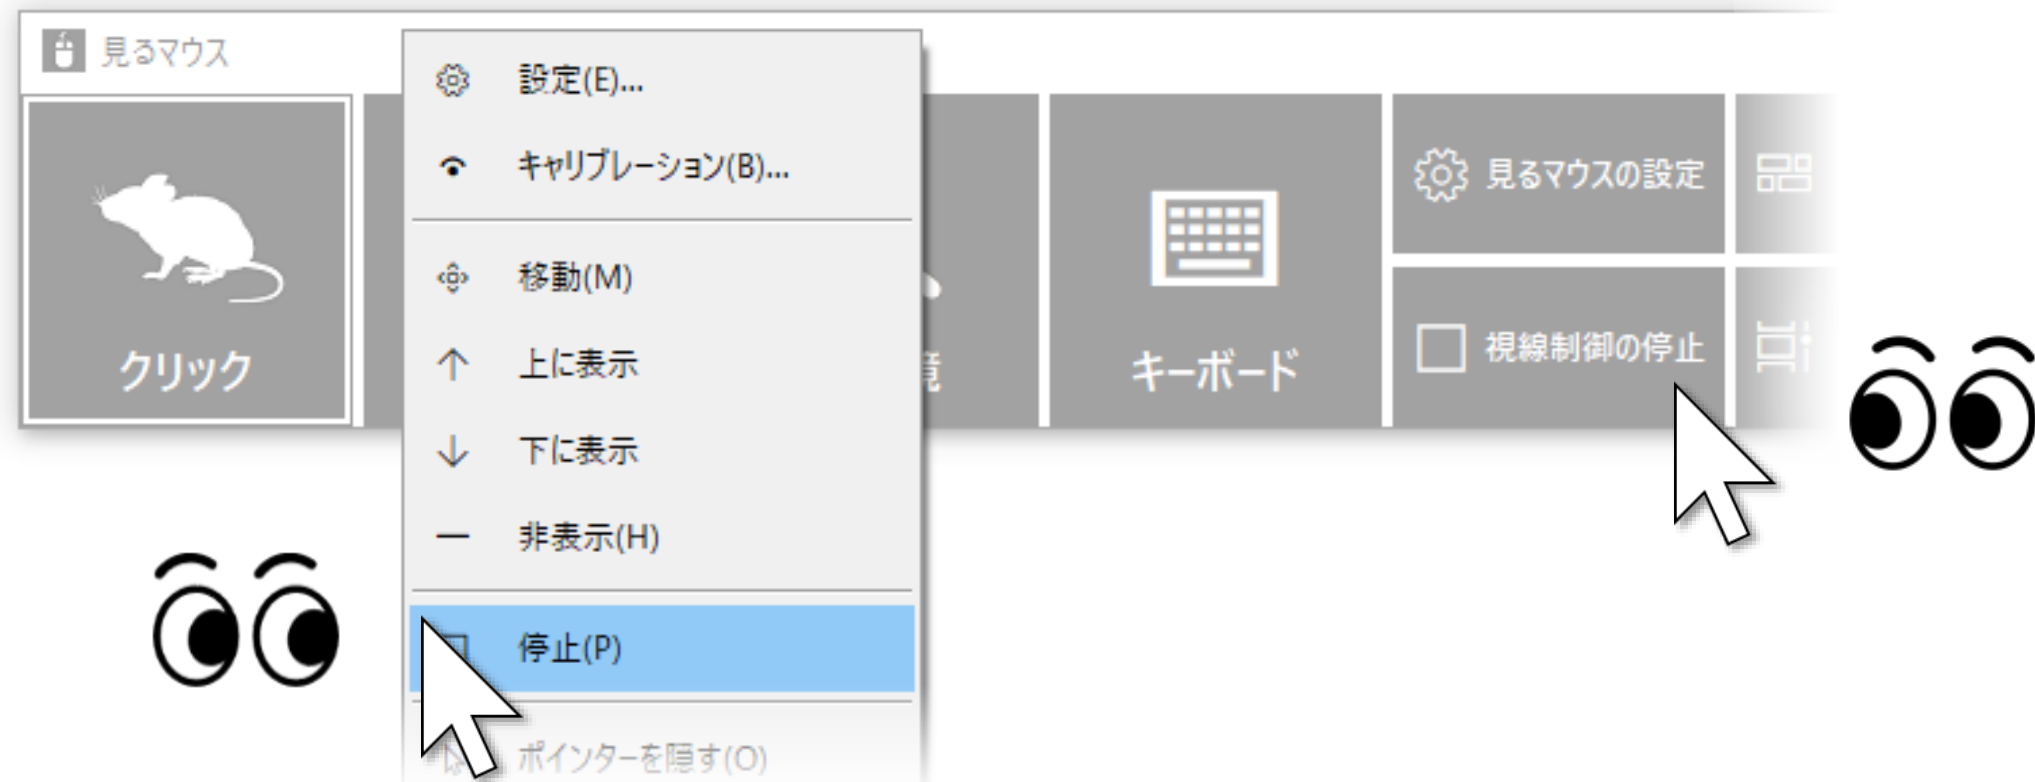 見るマウス
設定(E)...
キャリブレーション(B)...
移動(M)
上に表示
下に表示
非表示(H)
停止(P)
ポインターを隠す(O)
クリック
鏡
キーボード
見るマウスの設定
視線制御の停止